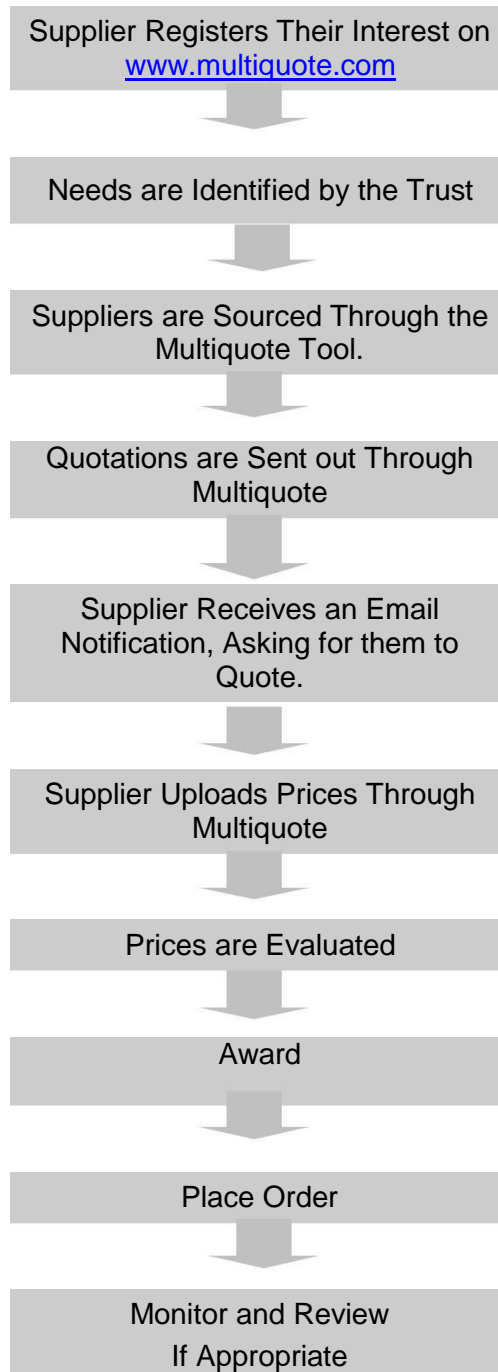 Supplier Registers Their Interest on
www.multiquote.com
Needs are Identified by the Trust
Suppliers are Sourced Through the
Multiquote Tool.
Quotations are Sent out Through
Multiquote
Supplier Receives an Email
Notification, Asking for them to
Quote.
Supplier Uploads Prices Through
Multiquote
Prices are Evaluated
Award
Place Order
Monitor and Review
If Appropriate